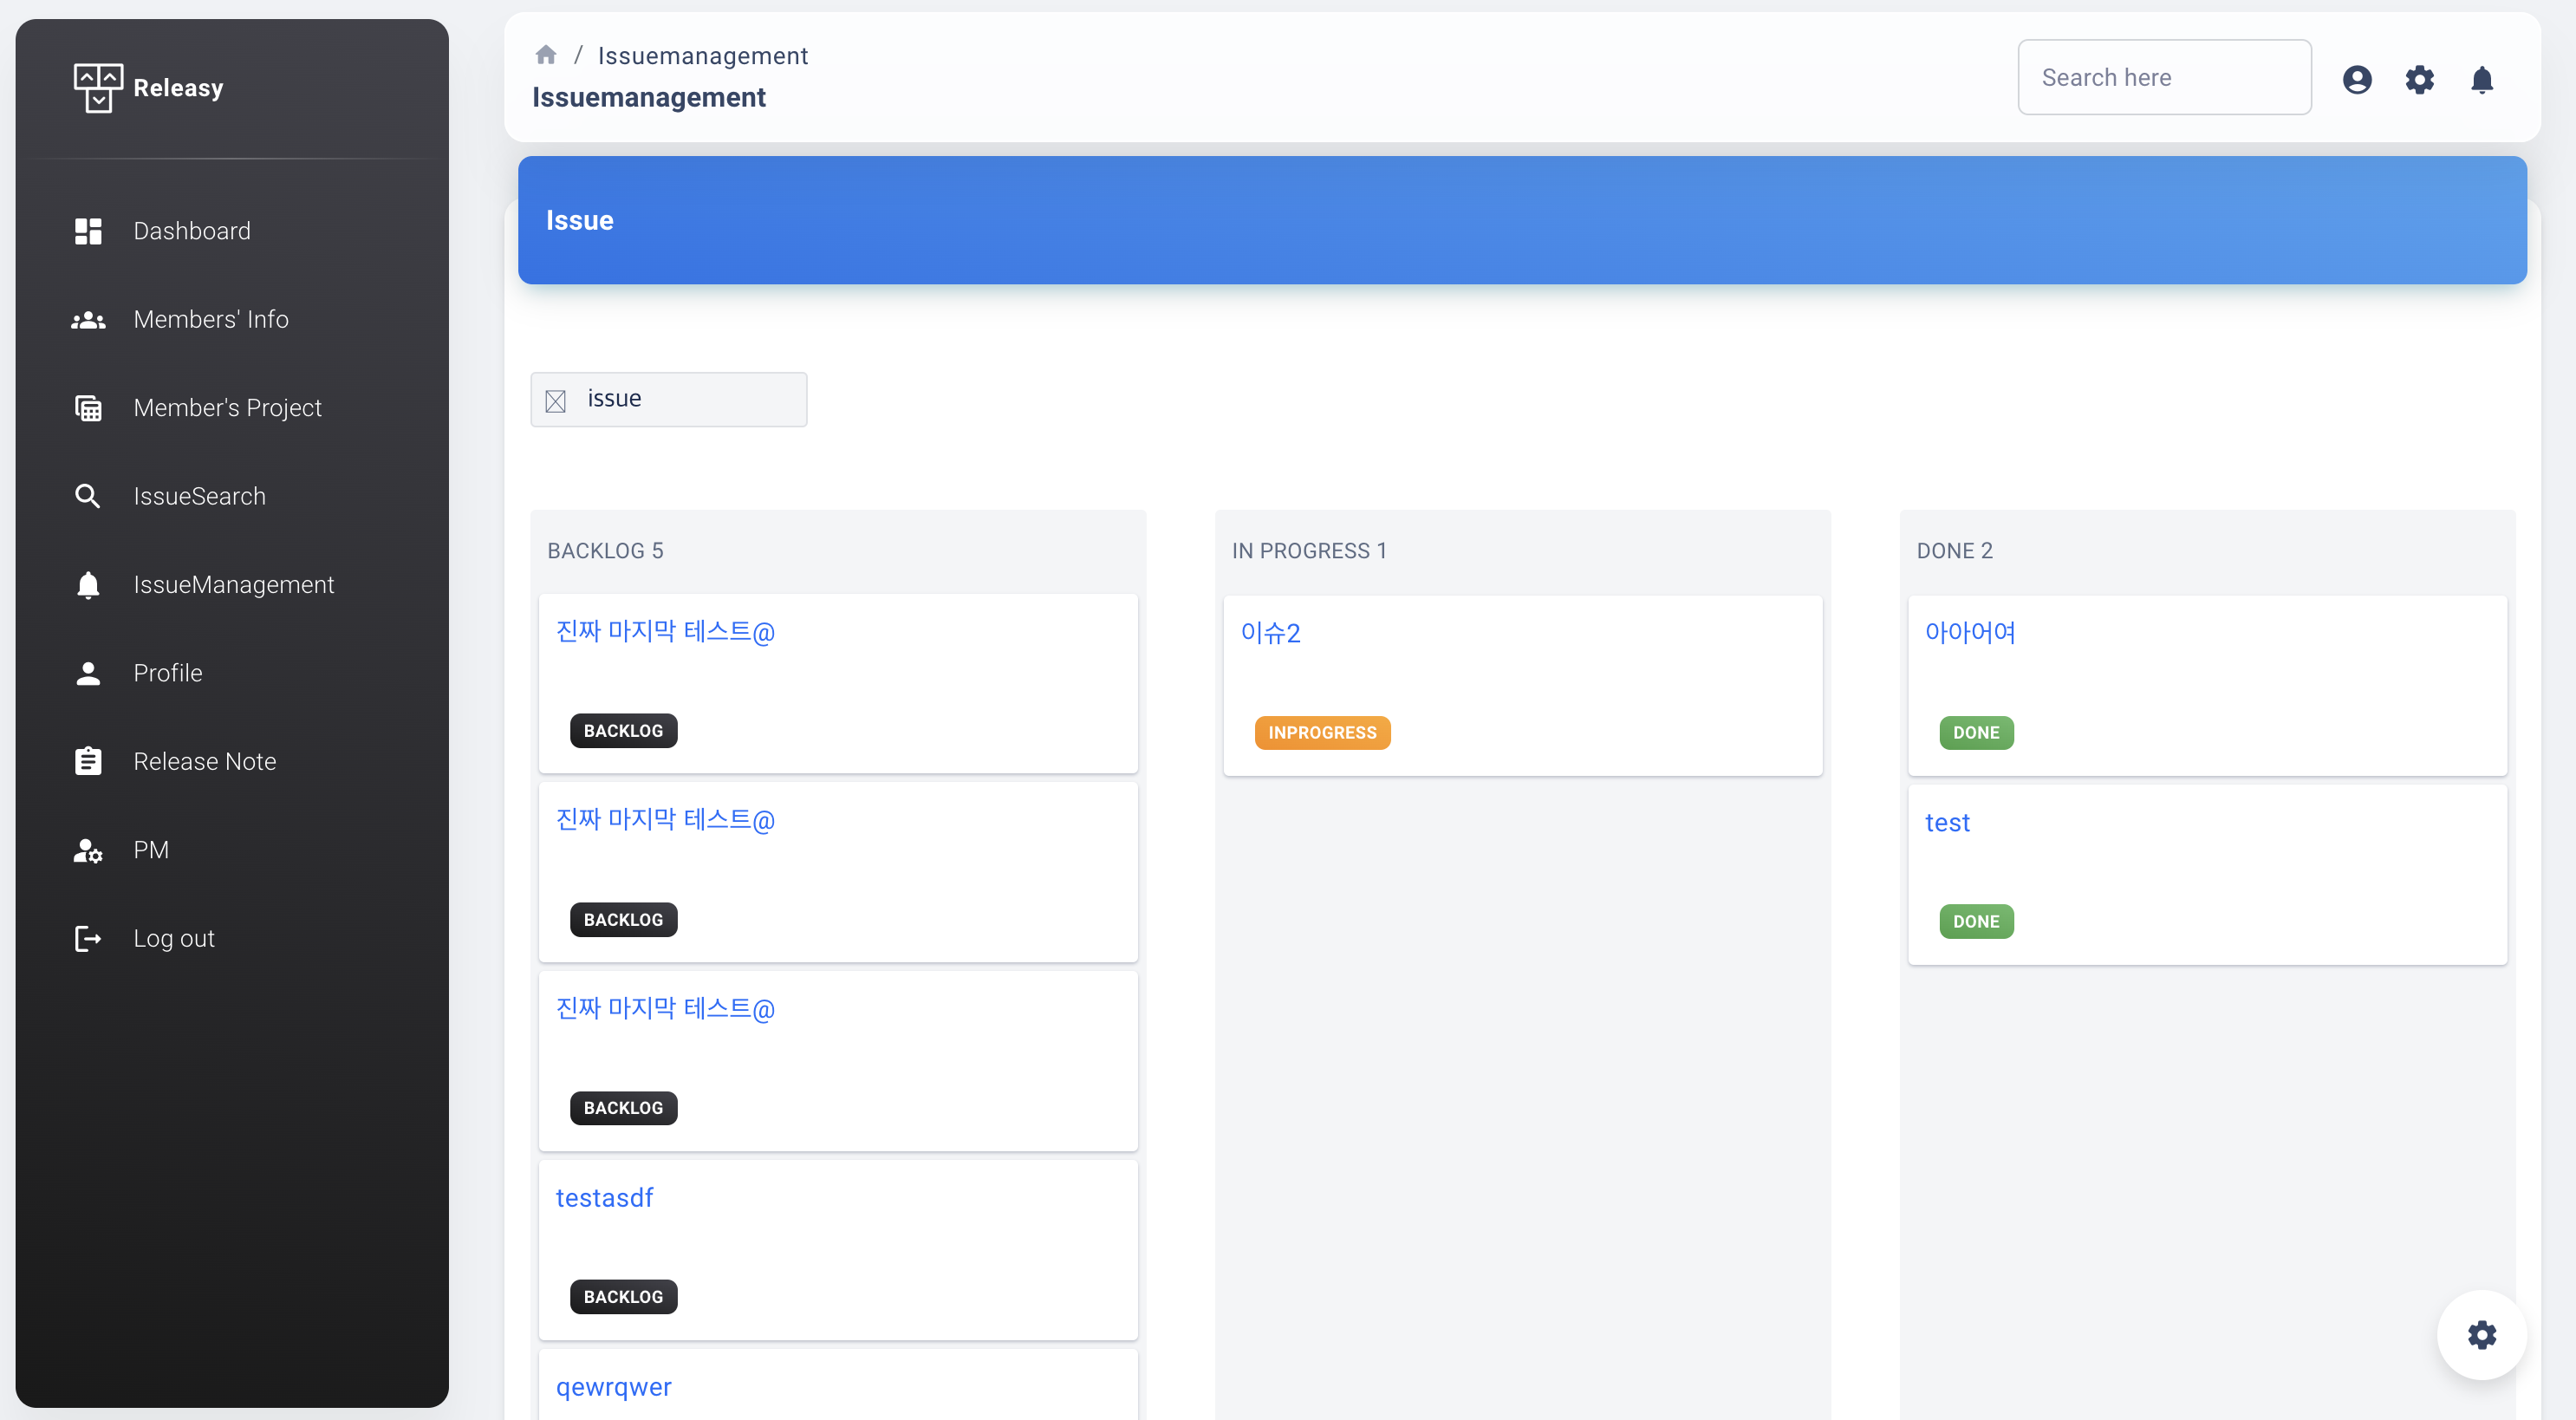 Releasy
Dashboard
Members' Info
Member's Project
IssueSearch
IssueManagement
Profile
Release Note
PM
Log out
/ Issuemanagement
Issuemanagement
Search here
Issue
issue
BACKLOG 5
진짜 마지막 테스트@
BACKLOG
진짜 마지막 테스트@
BACKLOG
진짜 마지막 테스트@
BACKLOG
testasdf
BACKLOG
qewrqwer
IN PROGRESS 1
이슈2
INPROGRESS
DONE 2
아아어여
DONE
test
DONE